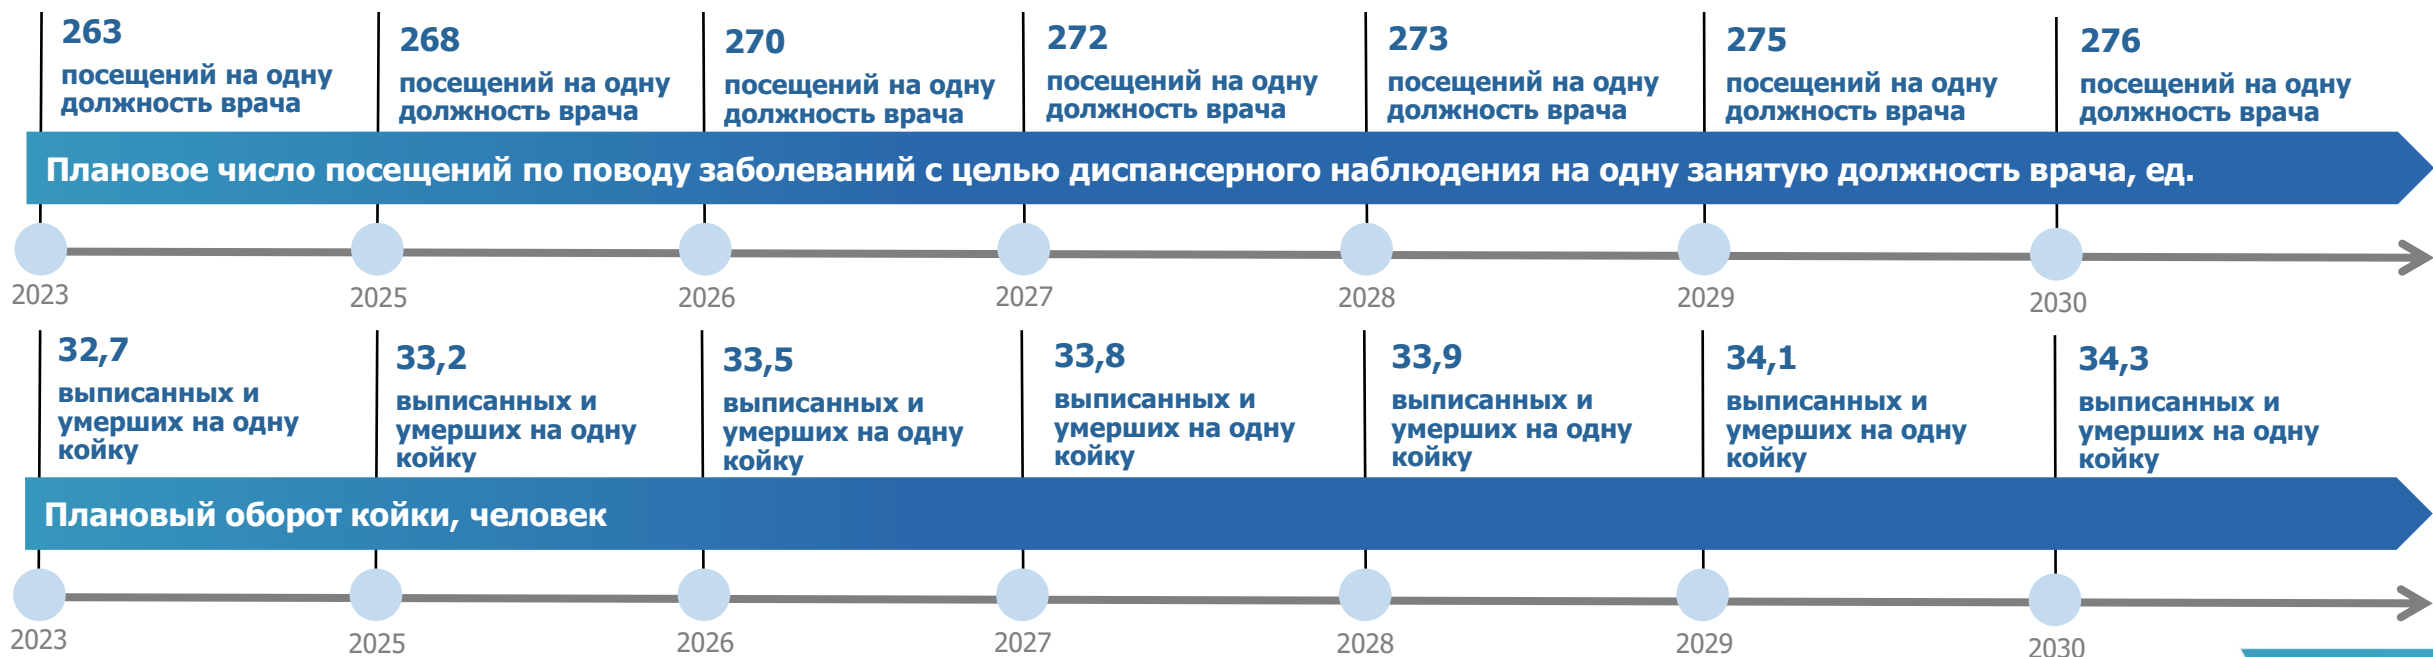 263
посещений на одну
должность врача
268
посещений на одну
должность врача
270
посещений на одну
должность врача
272
посещений на одну
должность врача
273
посещений на одну
должность врача
275
посещений на одну
должность врача
276
посещений на одну
должность врача
Плановое число посещений по поводу заболеваний с целью диспансерного наблюдения на одну занятую должность врача, ед.
2023
2025
2026
2027
2028
2029
2030
32,7
выписанных и
умерших на одну
койку
33,2
выписанных и
умерших на одну
койку
33,5
выписанных и
умерших на одну
койку
33,8
выписанных и
умерших на одну
койку
33,9
выписанных и
умерших на одну
койку
34,1
выписанных и
умерших на одну
койку
34,3
выписанных и
умерших на одну
койку
Плановый оборот койки, человек
2023
2025
2026
2027
2028
2029
2030